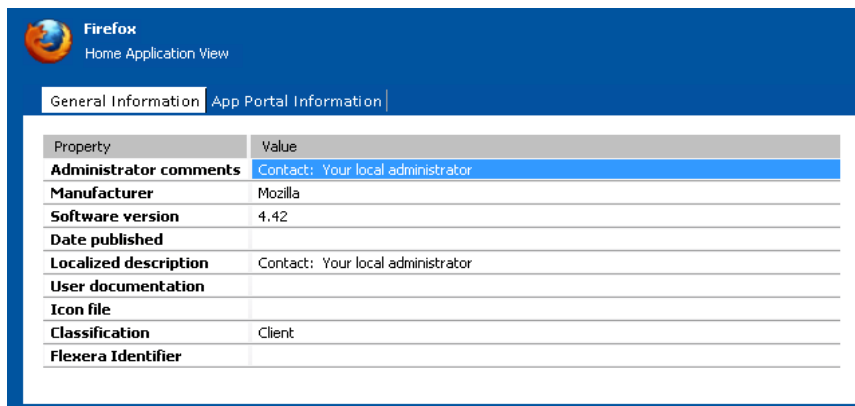 Firefox
Home Application View
General Information App Portal Information
Property Value
Administrator comments Contact: Your local administrator
Manufacturer Mozilla
Software version 4.42
Date published
Localized description Contact: Your local administrator
User documentation
Icon file
Classification Client
Flexera Identifier